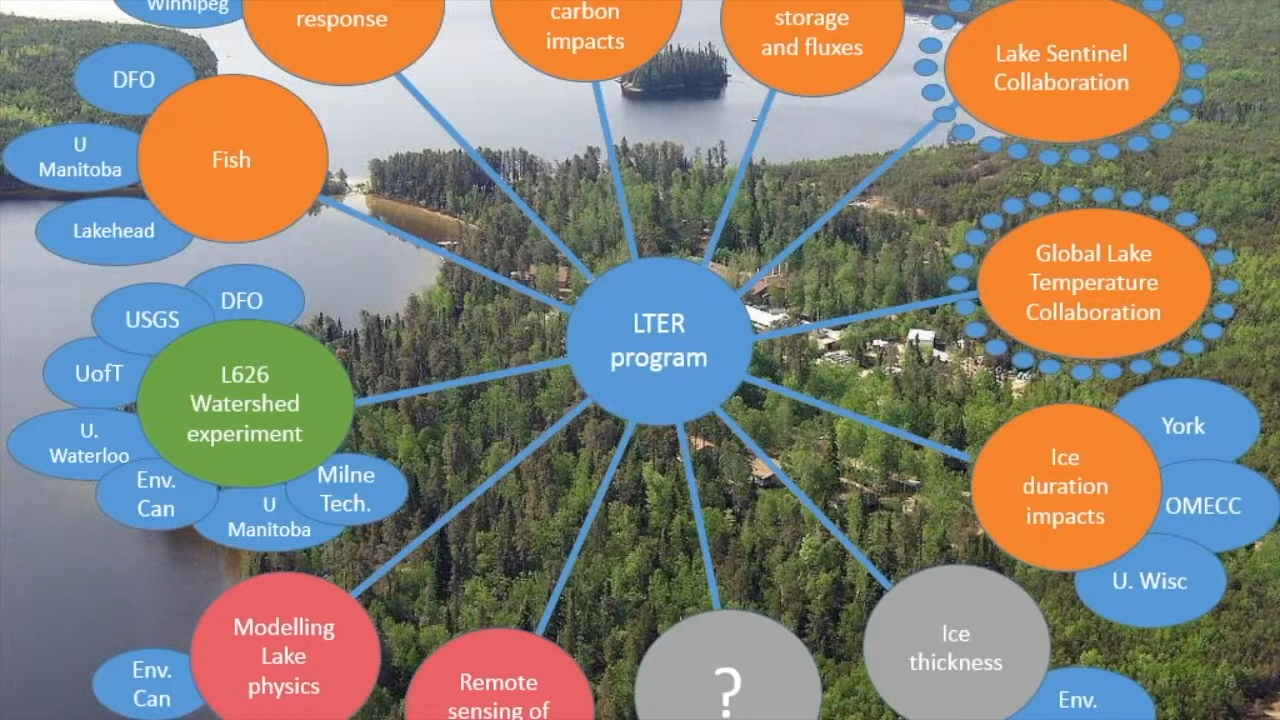 Winnipeg
response
carbon
impacts
storage
and fluxes
Lake Sentinel
Collaboration
DFO
U
Manitoba
Lakehead
Fish
Global Lake
Temperature
Collaboration
LTER
program
USGS
DFO
UofT
U.
Waterloo
Env.
Can
U
Manitoba
Milne
Tech.
L626
Watershed
experiment
Ice
duration
impacts
York
OMECC
U. Wisc
Modelling
Lake
physics
Env.
Can
Remote
sensing of
?
Ice
thickness
Env.